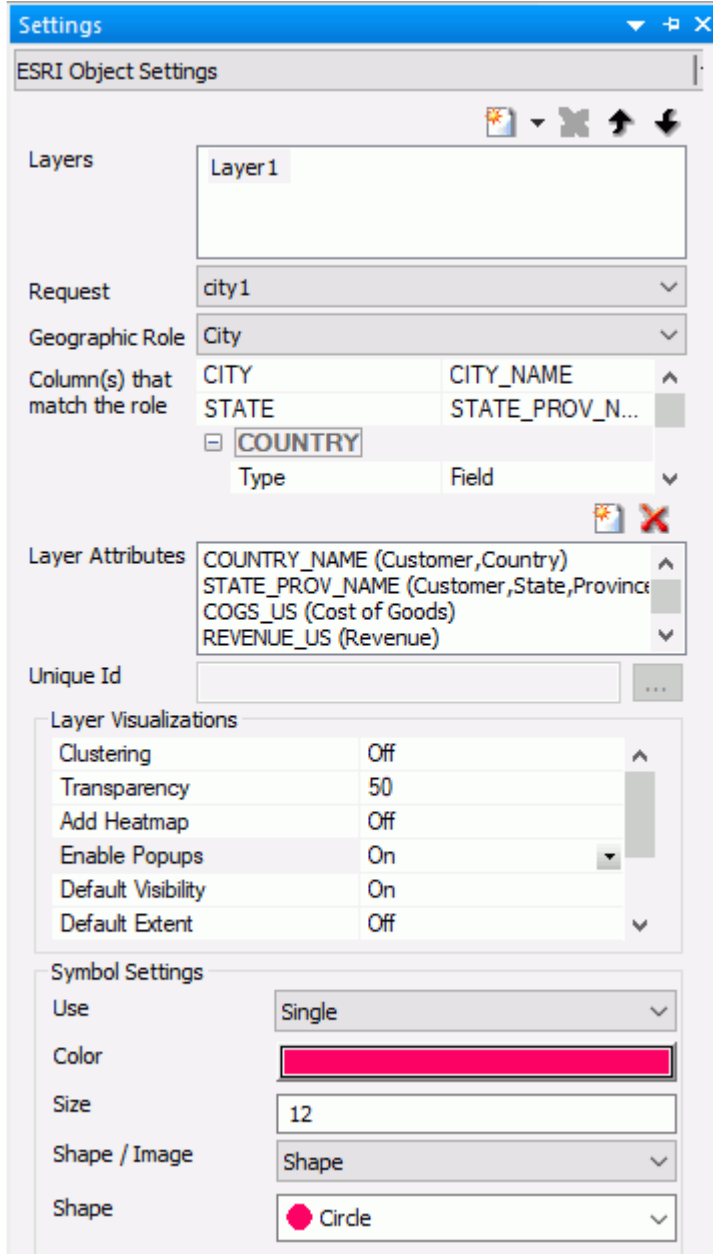 Settings
ESRI Object Settings
Layers
Layer1
Request city1
Geographic Role City
Column(s) that match the role
CITY CITY_NAME
STATE STATE_PROV_N...
COUNTRY
Type Field
Layer Attributes
COUNTRY_NAME (Customer,Country)
STATE_PROV_NAME (Customer,State,Province
COGS_US (Cost of Goods)
REVENUE_US (Revenue)
Unique Id ...
Layer Visualizations
Clustering Off
Transparency 50
Add Heatmap Off
Enable Popups On
Default Visibility On
Default Extent Off
Symbol Settings
Use Single
Color
Size 12
Shape / Image Shape
Shape Circle